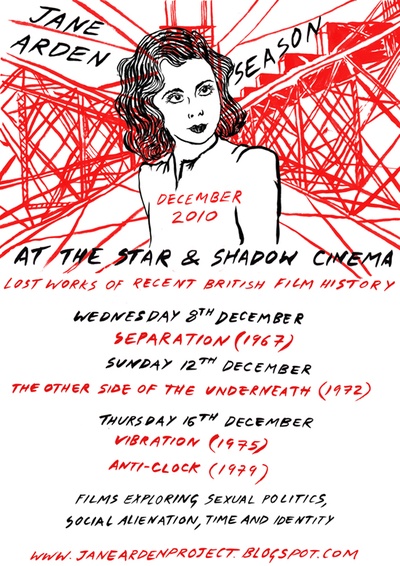 JANE
ARDEN
SEASON
DECEMBER
2010
AT THE STAR & SHADOW CINEMA
LOST WORKS OF RECENT BRITISH FILM HISTORY
WEDNESDAY 8TH DECEMBER
SEPARATION (1967)
SUNDAY 12TH DECEMBER
THE OTHER SIDE OF THE UNDERNEATH (1972)
THURSDAY 16TH DECEMBER
VIBRATION (1975)
ANTI-CLOCK (1979)
FILMS EXPLORING SEXUAL POLITICS,
SOCIAL ALIENATION, TIME AND IDENTITY
WWW.JANEARDENPROJECT.BLOGSPOT.COM